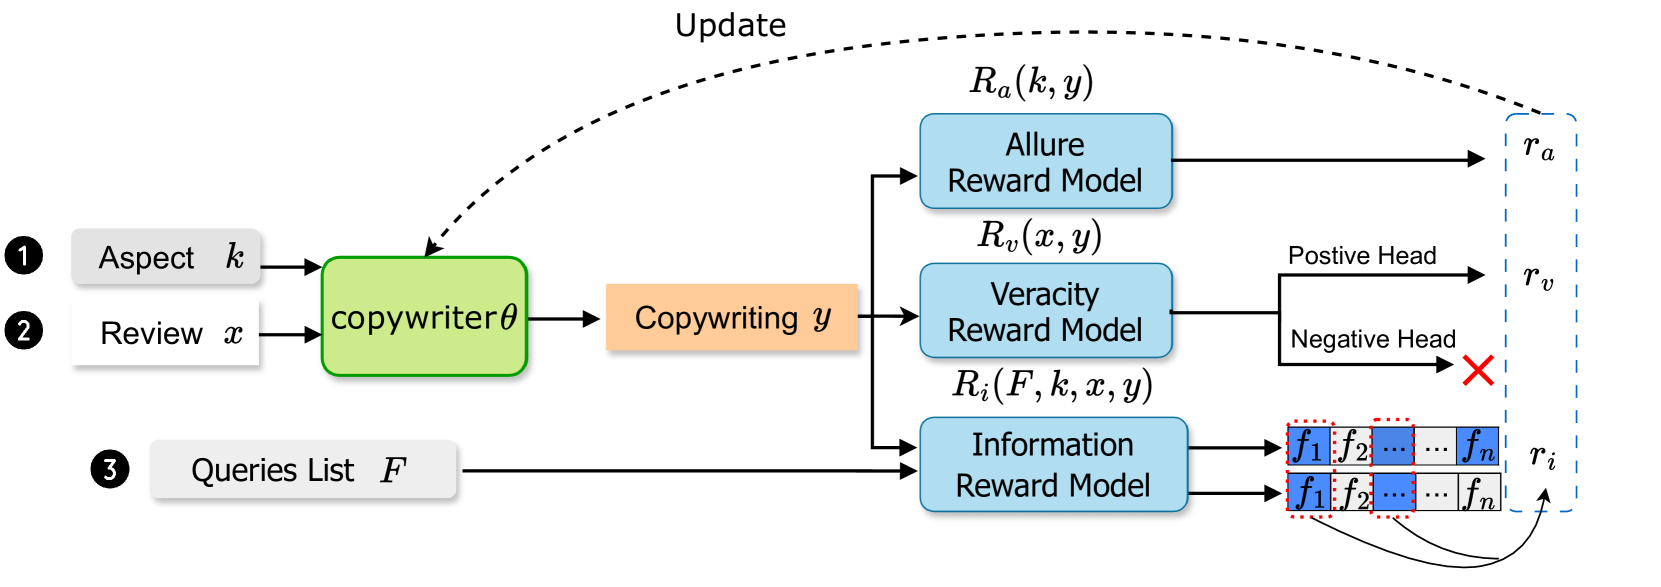 Update
R_a(k, y)
Allure
Reward Model
r_a
R_v(x, y)
1 Aspect k
2 Review x
copywriter θ
Copywriting y
Veracity
Reward Model
Postive Head
r_v
Negative Head
R_i(F, k, x, y)
3 Queries List F
Information
Reward Model
f_1 f_2 ... ... f_n
f_1 f_2 ... ... f_n
r_i